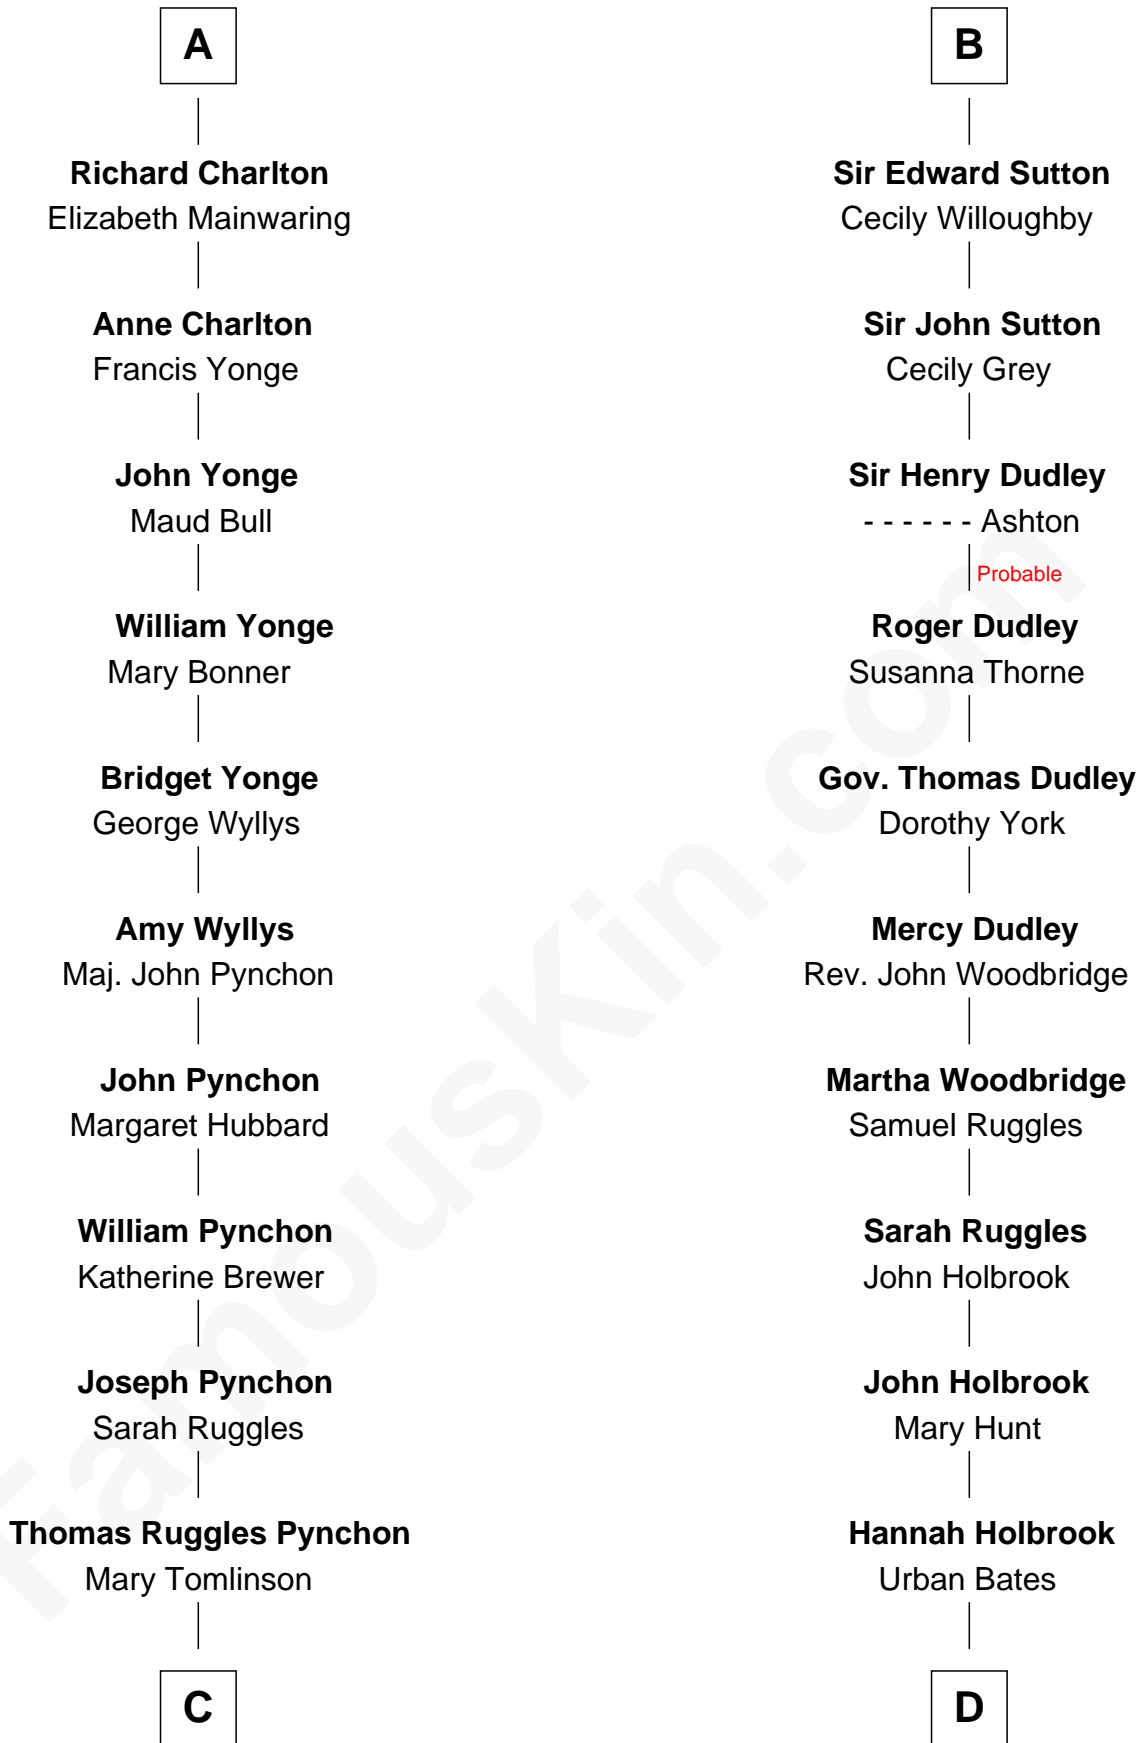 A
Richard Charlton
Elizabeth Mainwaring
Anne Charlton
Francis Yonge
John Yonge
Maud Bull
William Yonge
Mary Bonner
Bridget Yonge
George Wyllys
Amy Wyllys
Maj. John Pynchon
John Pynchon
Margaret Hubbard
William Pynchon
Katherine Brewer
Joseph Pynchon
Sarah Ruggles
Thomas Ruggles Pynchon
Mary Tomlinson
C
B
Sir Edward Sutton
Cecily Willoughby
Sir John Sutton
Cecily Grey
Sir Henry Dudley
- - - - - - Ashton
Probable
Roger Dudley
Susanna Thorne
Gov. Thomas Dudley
Dorothy York
Mercy Dudley
Rev. John Woodbridge
Martha Woodbridge
Samuel Ruggles
Sarah Ruggles
John Holbrook
John Holbrook
Mary Hunt
Hannah Holbrook
Urban Bates
D
FamousKin.com